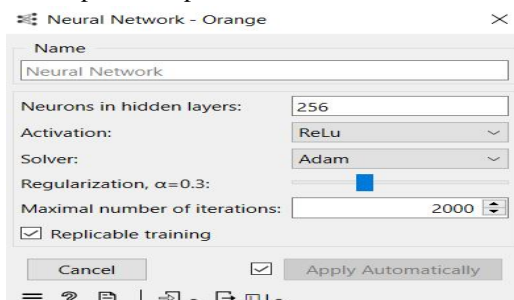 Neural Network - Orange
Name
Neural Network
Neurons in hidden layers: 256
Activation: ReLu
Solver: Adam
Regularization, α=0.3:
Maximal number of iterations: 2000
Replicable training
Cancel Apply Automatically